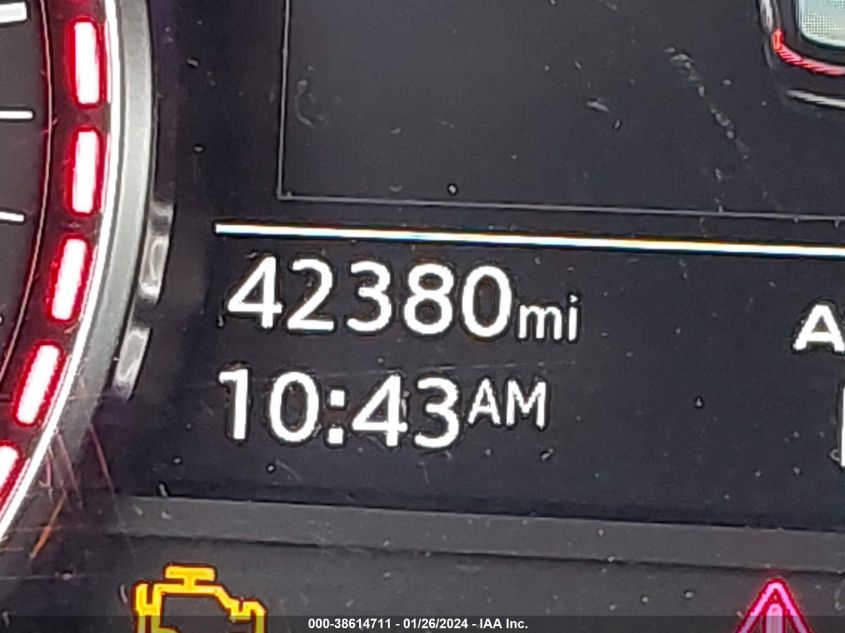 42380mi
10:43AM
A
000-38614711 - 01/26/2024 - IAA Inc.